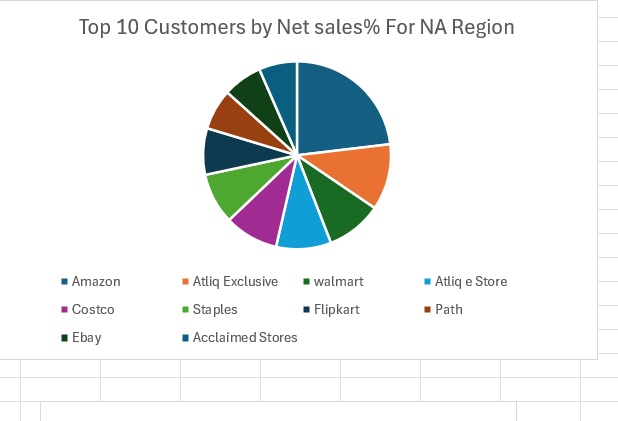 Top 10 Customers by Net sales% For NA Region
Amazon Atliq Exclusive walmart Atliq e Store
Costco Staples Flipkart Path
Ebay Acclaimed Stores